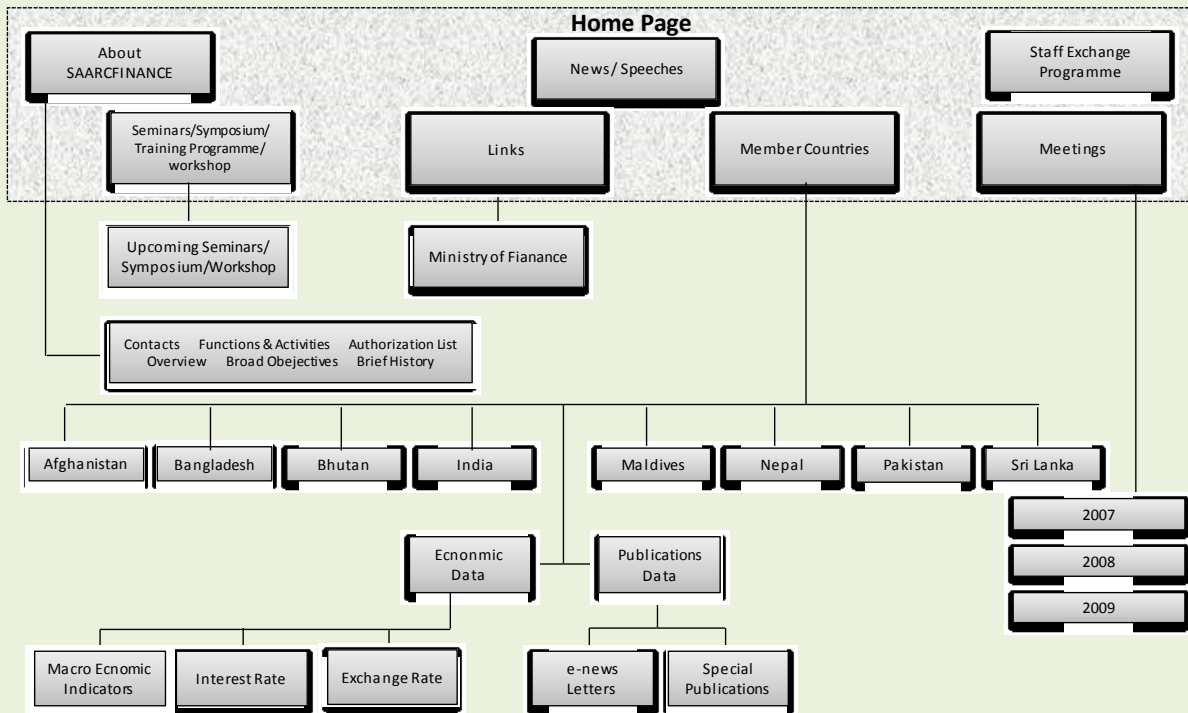 Home Page
About
SAARCFINANCE
News/ Speeches
Staff Exchange
Programme
Seminars/Symposium/
Training Programme/
workshop
Links
Member Countries
Meetings
Upcoming Seminars/
Symposium/Workshop
Ministry of Fianance
Contacts Functions & Activities Authorization List
Overview Broad Obejectives Brief History
Afghanistan
Bangladesh
Bhutan
India
Maldives
Nepal
Pakistan
Sri Lanka
2007
2008
2009
Ecnonmic
Data
Publications
Data
Macro Ecnomic
Indicators
Interest Rate
Exchange Rate
e-news
Letters
Special
Publications